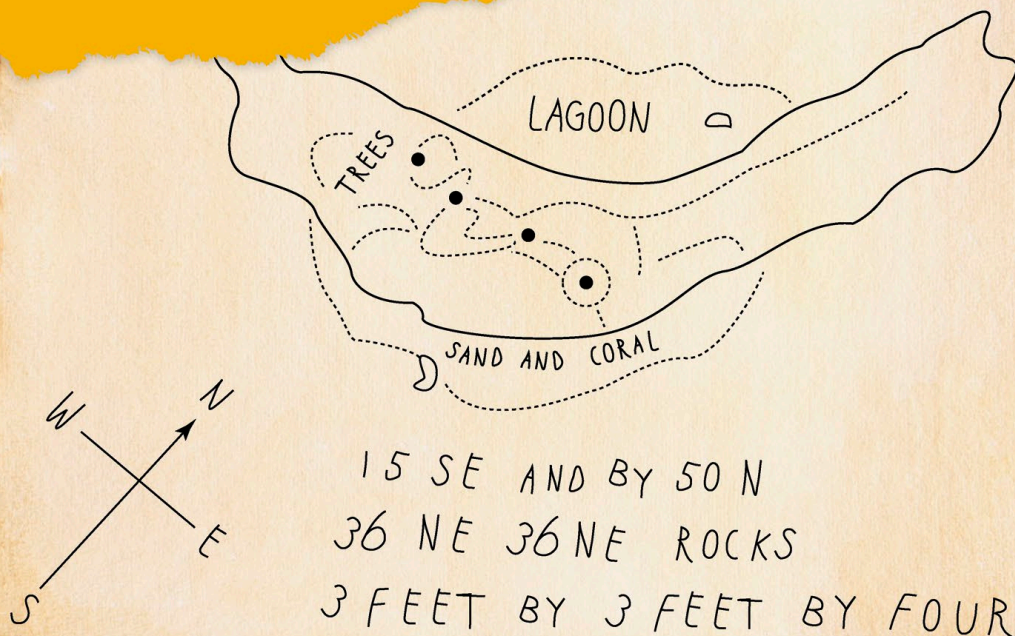 LAGOON
TREES
SAND AND CORAL
N
W
E
S
15 SE AND BY 50 N
36 NE 36 NE ROCKS
3 FEET BY 3 FEET BY FOUR